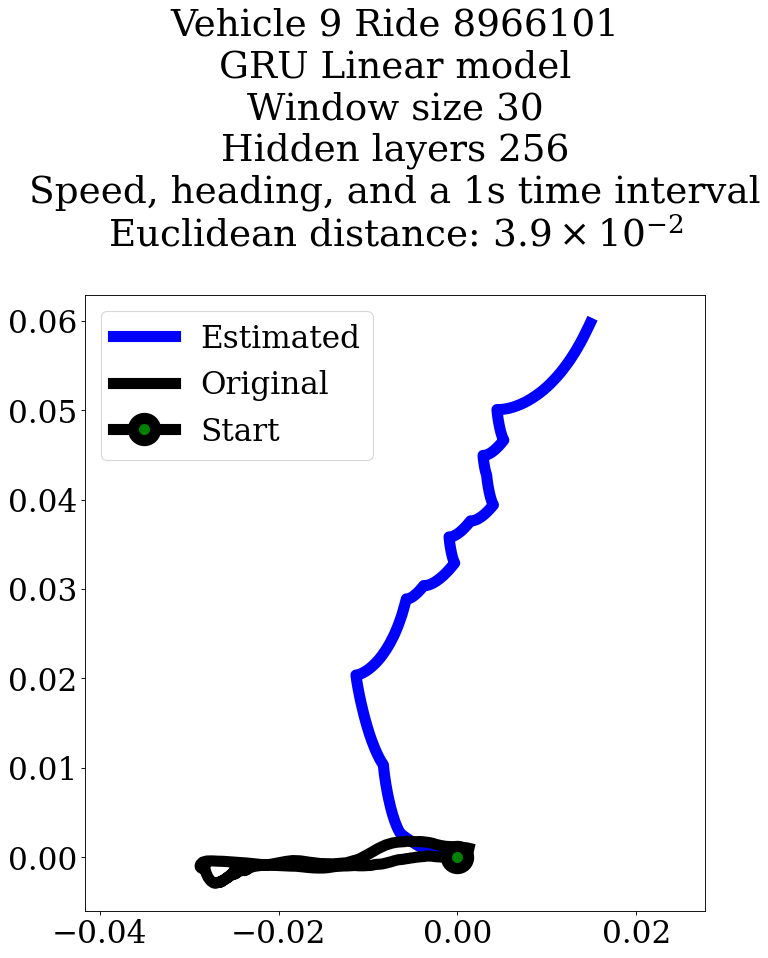 Vehicle 9 Ride 8966101
GRU Linear model
Window size 30
Hidden layers 256
Speed, heading, and a 1s time interval
Euclidean distance: 3.9 × 10⁻²
Estimated
Original
Start
0.06
0.05
0.04
0.03
0.02
0.01
0.00
−0.04 −0.02 0.00 0.02